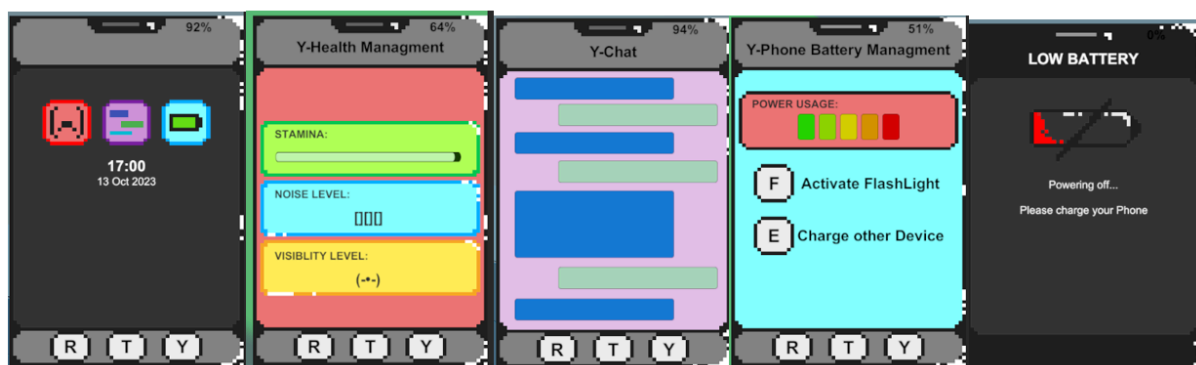 92%
17:00
13 Oct 2023
R T Y
64%
Y-Health Managment
STAMINA:
NOISE LEVEL:
▯▯▯
VISIBLITY LEVEL:
(-•-)
R T Y
94%
Y-Chat
R T Y
51%
Y-Phone Battery Managment
POWER USAGE:
F Activate FlashLight
E Charge other Device
R T Y
0%
LOW BATTERY
Powering off...
Please charge your Phone